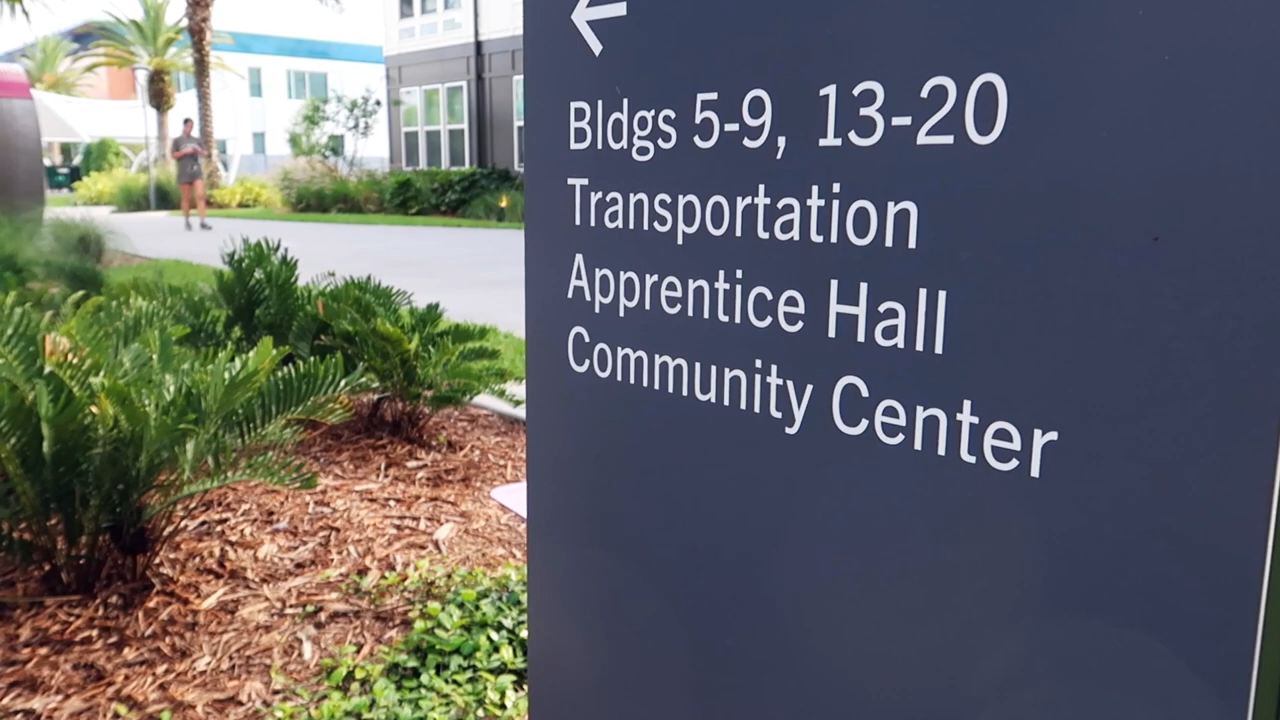 Bldgs 5-9, 13-20
Transportation
Apprentice Hall
Community Center